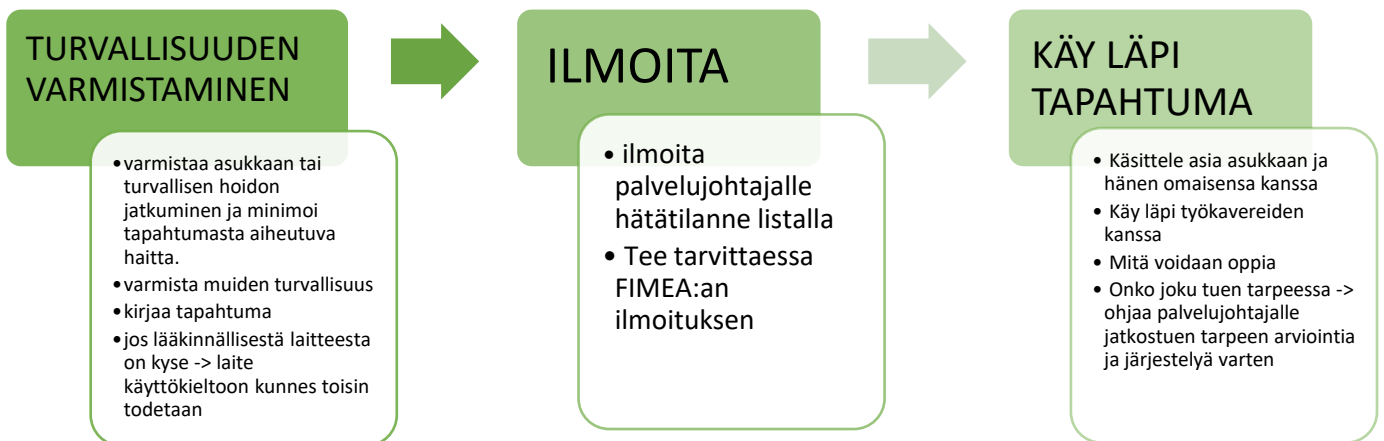 TURVALLISUUDEN
VARMISTAMINEN
•varmistaa asukkaan tai
turvallisen hoidon
jatkuminen ja minimoi
tapahtumasta aiheutuva
haitta.
•varmista muiden turvallisuus
•kirjaa tapahtuma
•jos lääkinnällisestä laitteesta
on kyse -> laite
käyttökieltoon kunnes toisin
todetaan
ILMOITA
• ilmoita
palvelujohtajalle
hätätilanne listalla
• Tee tarvittaessa
FIMEA:an
ilmoituksen
KÄY LÄPI
TAPAHTUMA
• Käsittele asia asukkaan ja
hänen omaisensa kanssa
• Käy läpi työkavereiden
kanssa
• Mitä voidaan oppia
• Onko joku tuen tarpeessa ->
ohjaa palvelujohtajalle
jatkostuen tarpeen arviointia
ja järjestelyä varten